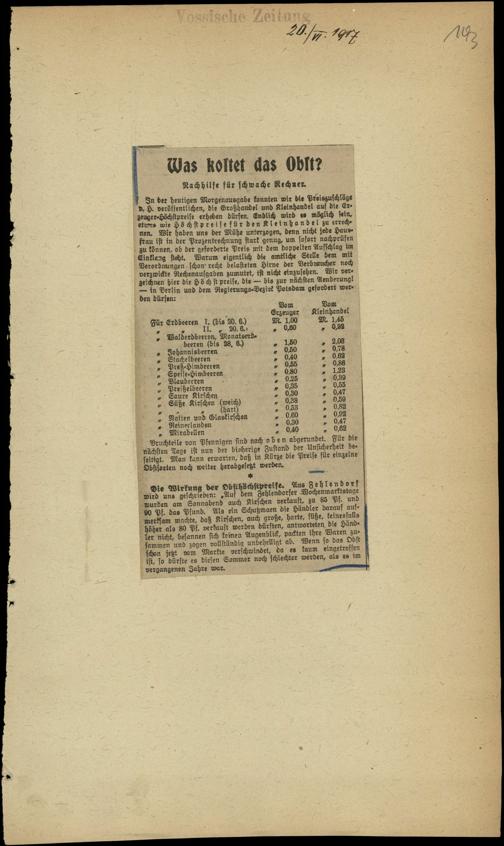 Vossische Zeitung
20./VI. 1917
Was kostet das Obst?
Nachhilfe für schwache Rechner.
In der heutigen Morgenausgabe konnten wir die Preiszuschläge
v. H. veröffentlichen, die Großhandel und Kleinhandel auf die Er-
zeuger-Höchstpreise erheben dürfen. Endlich wird es möglich sein,
etwas wie Höchstpreise für den Kleinhandel zu errech-
nen. Wir haben uns der Mühe unterzogen, denn nicht jede Haus-
frau ist in der Prozentrechnung stark genug, um sofort nachprüfen
zu können, ob der geforderte Preis mit dem doppelten Aufschlag im
Einklang steht. Warum eigentlich die amtliche Stelle dem mit
Verordnungen schon recht belasteten Hirne der Verbraucher noch
verzwickte Rechenaufgaben zumutet, ist nicht einzusehen. Wir ver-
zeichnen hier die Höchstpreise, die — bis zur nächsten Aenderung!
— in Berlin und dem Regierungs-Bezirk Potsdam gefordert wer-
den dürfen:
Vom Vom
Erzeuger Kleinhandel
Für Erdbeeren I. (bis 20. 6.) M. 1,00 M. 1,45
„ „ II. „ 20. 6. „ 0,60 „ 0,92
„ Walderdbeeren, Monatserd-
beeren (bis 28. 6.) „ 1,50 „ 2,08
„ Johannisbeeren „ 0,50 „ 0,78
„ Stachelbeeren „ 0,40 „ 0,62
„ Preß-Himbeeren „ 0,55 „ 0,86
„ Speise-Himbeeren „ 0,80 „ 1,23
„ Blaubeeren „ 0,25 „ 0,39
„ Preißelbeeren „ 0,35 „ 0,55
„ Saure Kirschen „ 0,30 „ 0,47
„ Süße Kirschen (weich) „ 0,38 „ 0,59
„ „ „ (hart) „ 0,53 „ 0,82
„ Natten und Glaskirschen „ 0,60 „ 0,92
„ Reineclauden „ 0,30 „ 0,47
„ Mirabellen „ 0,40 „ 0,62
Bruchteile von Pfennigen sind nach oben abgerundet. Für die
nächsten Tage ist nun der bisherige Zustand der Unsicherheit be-
seitigt. Man kann erwarten, daß in Kürze die Preise für einzelne
Obstsorten noch weiter herabgesetzt werden.
*
Die Wirkung der Obsthöchstpreise. Aus Zehlendorf
wird uns geschrieben: „Auf dem Zehlendorfer Wochenmarkstage
wurden am Sonnabend auch Kirschen verkauft, zu 85 Pf. und
90 Pf. das Pfund. Als ein Schutzmann die Händler darauf auf-
merksam machte, daß Kirschen, auch große, harte, süße, keinesfalls
höher als 80 Pf. verkauft werden dürften, antworteten die Händ-
ler nicht, besannen sich keinen Augenblick, packten ihre Waren zu-
sammen und zogen vollständig unbehelligt ab. Wenn so das Obst
schon jetzt vom Markte verschwindet, da es kaum eingetroffen
ist, so dürfte es diesen Sommer noch schlechter werden, als es im
vergangenen Jahre war.